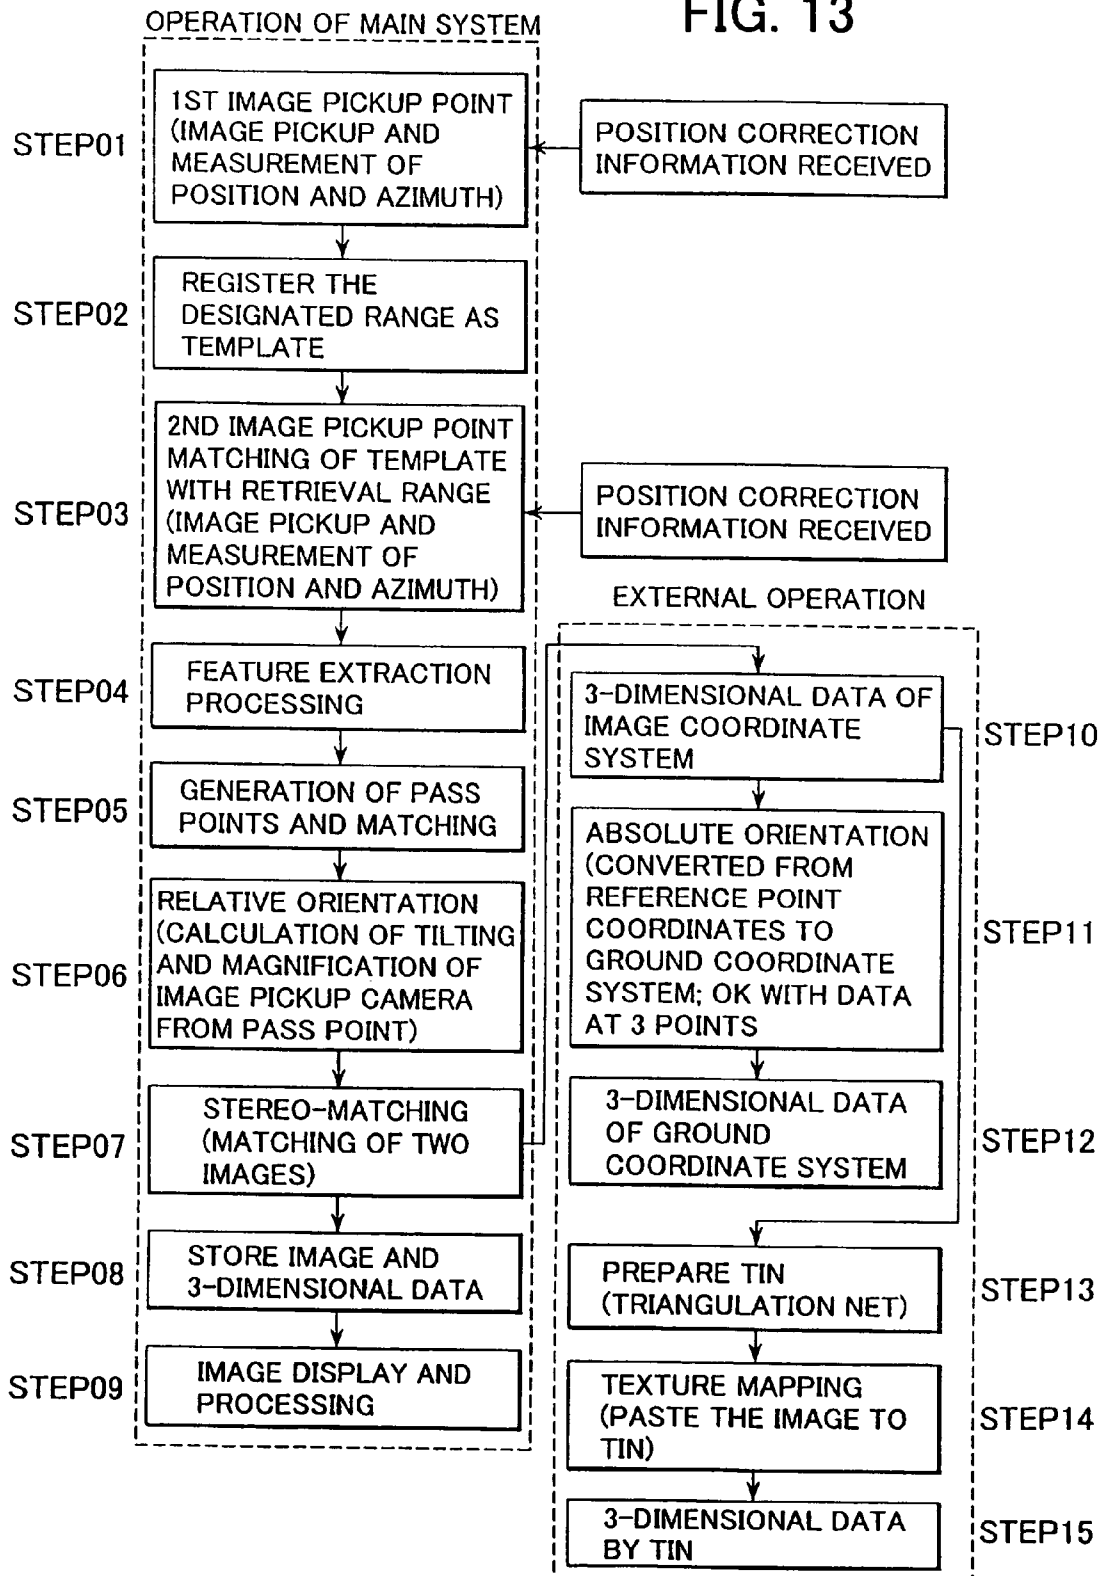 FIG. 13
OPERATION OF MAIN SYSTEM
STEP01
1ST IMAGE PICKUP POINT
(IMAGE PICKUP AND
MEASUREMENT OF
POSITION AND AZIMUTH)
POSITION CORRECTION
INFORMATION RECEIVED
STEP02
REGISTER THE
DESIGNATED RANGE AS
TEMPLATE
STEP03
2ND IMAGE PICKUP POINT
MATCHING OF TEMPLATE
WITH RETRIEVAL RANGE
(IMAGE PICKUP AND
MEASUREMENT OF
POSITION AND AZIMUTH)
POSITION CORRECTION
INFORMATION RECEIVED
STEP04
FEATURE EXTRACTION
PROCESSING
STEP05
GENERATION OF PASS
POINTS AND MATCHING
STEP06
RELATIVE ORIENTATION
(CALCULATION OF TILTING
AND MAGNIFICATION OF
IMAGE PICKUP CAMERA
FROM PASS POINT)
STEP07
STEREO-MATCHING
(MATCHING OF TWO
IMAGES)
STEP08
STORE IMAGE AND
3-DIMENSIONAL DATA
STEP09
IMAGE DISPLAY AND
PROCESSING
EXTERNAL OPERATION
3-DIMENSIONAL DATA OF
IMAGE COORDINATE
SYSTEM
STEP10
ABSOLUTE ORIENTATION
(CONVERTED FROM
REFERENCE POINT
COORDINATES TO
GROUND COORDINATE
SYSTEM; OK WITH DATA
AT 3 POINTS
STEP11
3-DIMENSIONAL DATA
OF GROUND
COORDINATE SYSTEM
STEP12
PREPARE TIN
(TRIANGULATION NET)
STEP13
TEXTURE MAPPING
(PASTE THE IMAGE TO
TIN)
STEP14
3-DIMENSIONAL DATA
BY TIN
STEP15